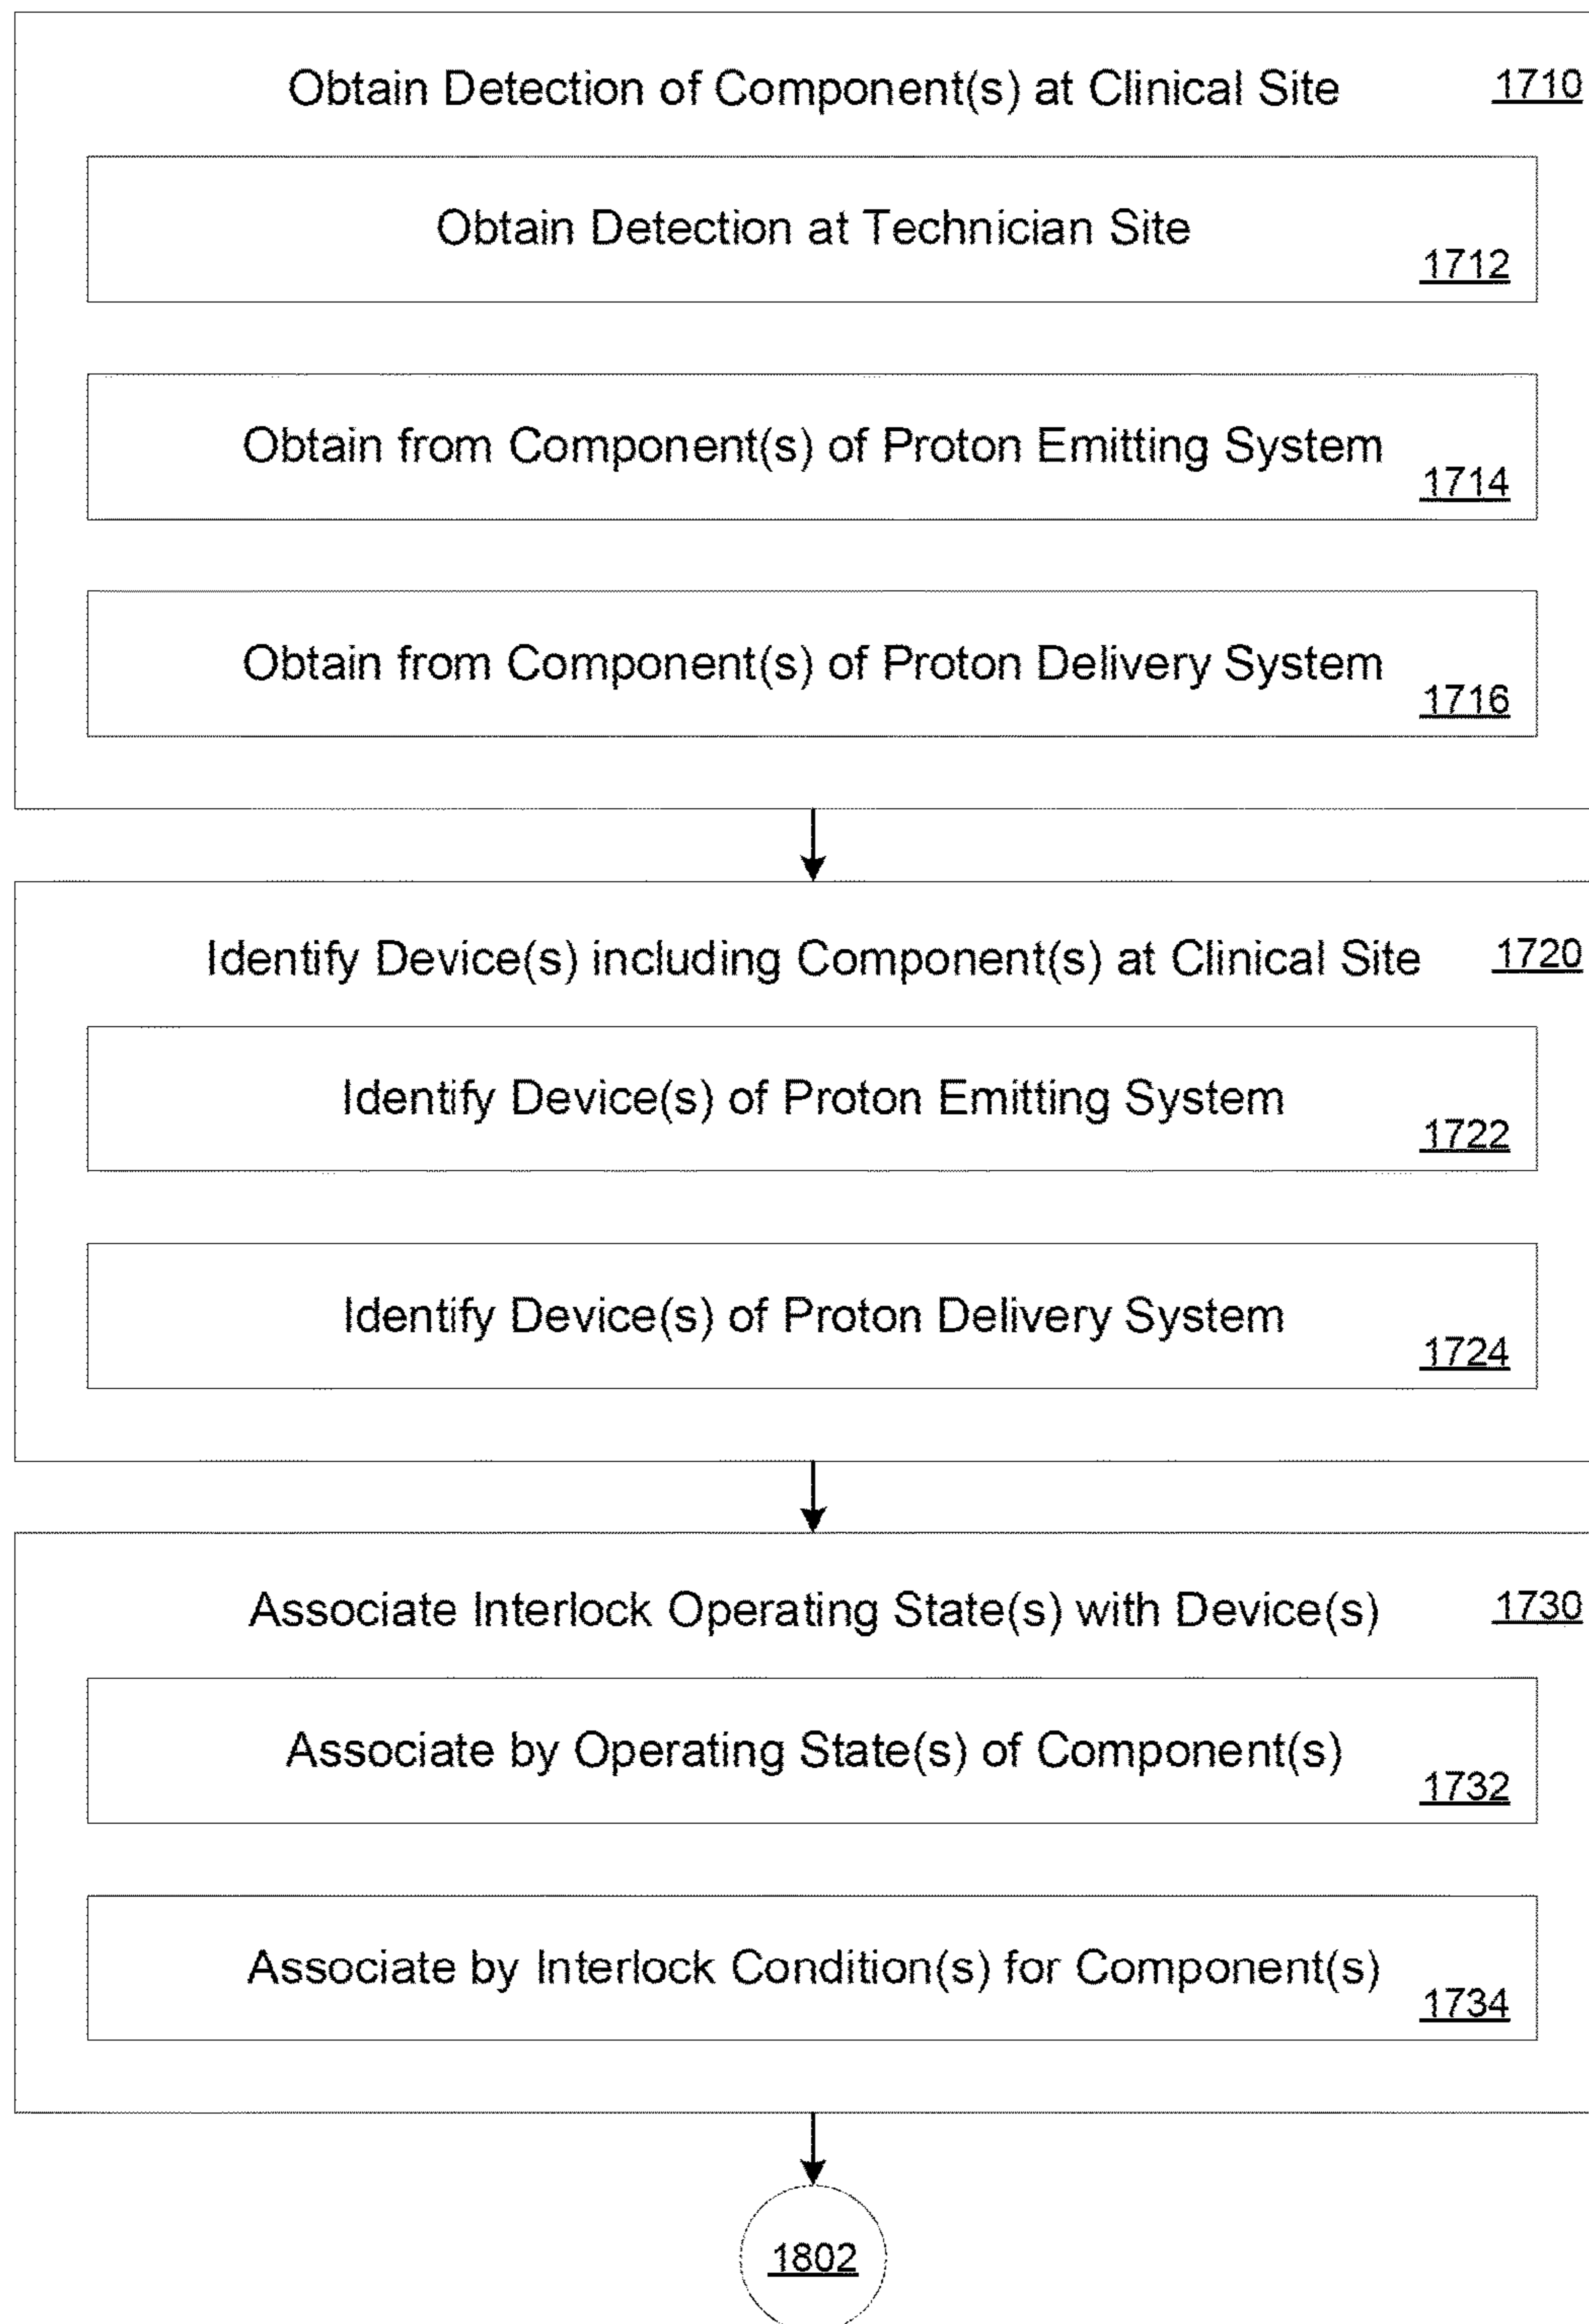 Obtain Detection of Component(s) at Clinical Site 1710
Obtain Detection at Technician Site
1712
Obtain from Component(s) of Proton Emitting System
1714
Obtain from Component(s) of Proton Delivery System
1716
Identify Device(s) including Component(s) at Clinical Site 1720
Identify Device(s) of Proton Emitting System
1722
Identify Device(s) of Proton Delivery System
1724
Associate Interlock Operating State(s) with Device(s) 1730
Associate by Operating State(s) of Component(s)
1732
Associate by Interlock Condition(s) for Component(s)
1734
1802